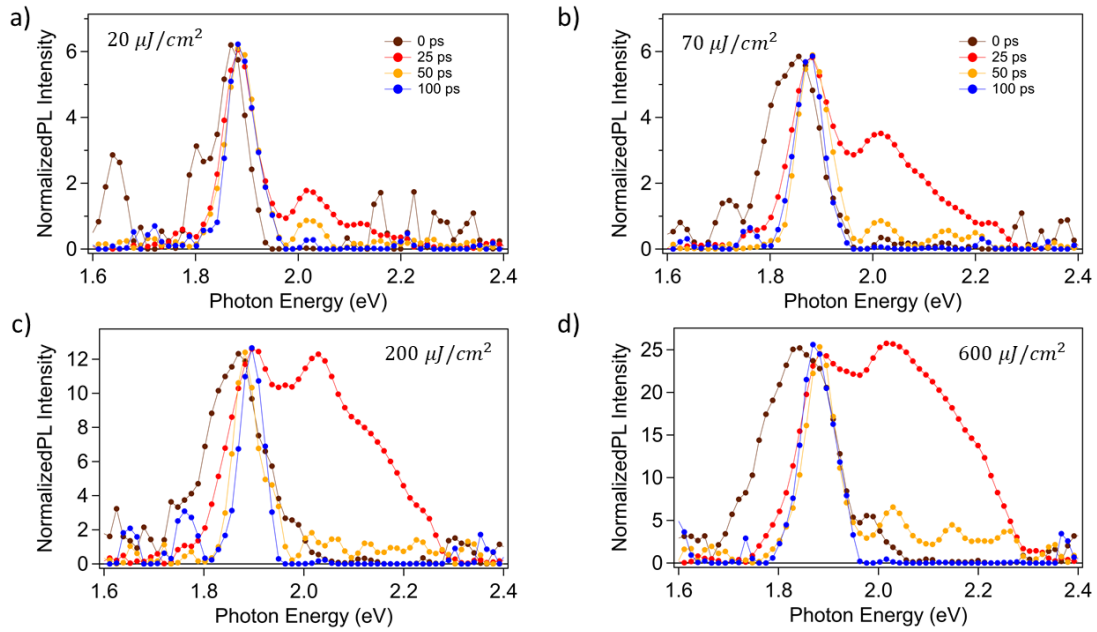 a)
20 μJ/cm²
0 ps
25 ps
50 ps
100 ps
NormalizedPL Intensity
6
4
2
0
1.6 1.8 2.0 2.2 2.4
Photon Energy (eV)
b)
70 μJ/cm²
0 ps
25 ps
50 ps
100 ps
NormalizedPL Intensity
6
4
2
0
1.6 1.8 2.0 2.2 2.4
Photon Energy (eV)
c)
200 μJ/cm²
NormalizedPL Intensity
12
10
8
6
4
2
0
1.6 1.8 2.0 2.2 2.4
Photon Energy (eV)
d)
600 μJ/cm²
NormalizedPL Intensity
25
20
15
10
5
0
1.6 1.8 2.0 2.2 2.4
Photon Energy (eV)